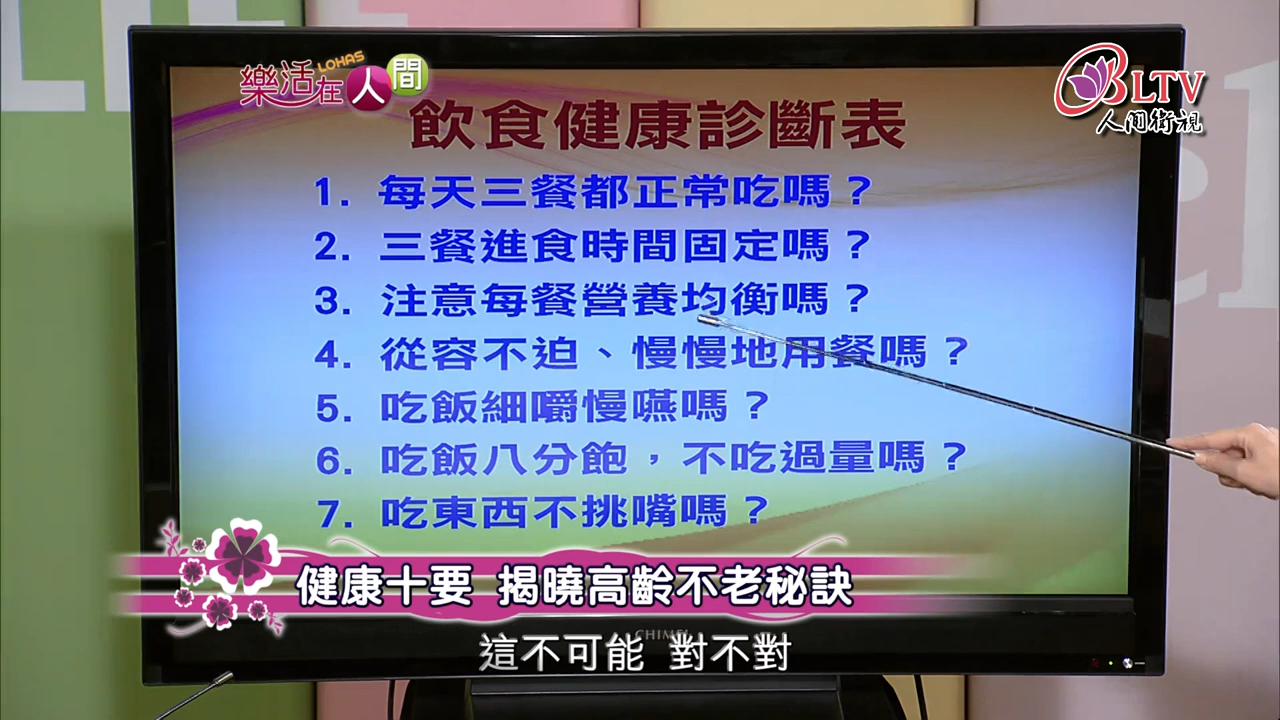 樂活在人間
LOHAS
BLTV
人间衛視
飲食健康診斷表
1. 每天三餐都正常吃嗎？
2. 三餐進食時間固定嗎？
3. 注意每餐營養均衡嗎？
4. 從容不迫、慢慢地用餐嗎？
5. 吃飯細嚼慢嚥嗎？
6. 吃飯八分飽，不吃過量嗎？
7. 吃東西不挑嘴嗎？
健康十要 揭曉高齡不老秘訣
CHIMEI
這不可能 對不對